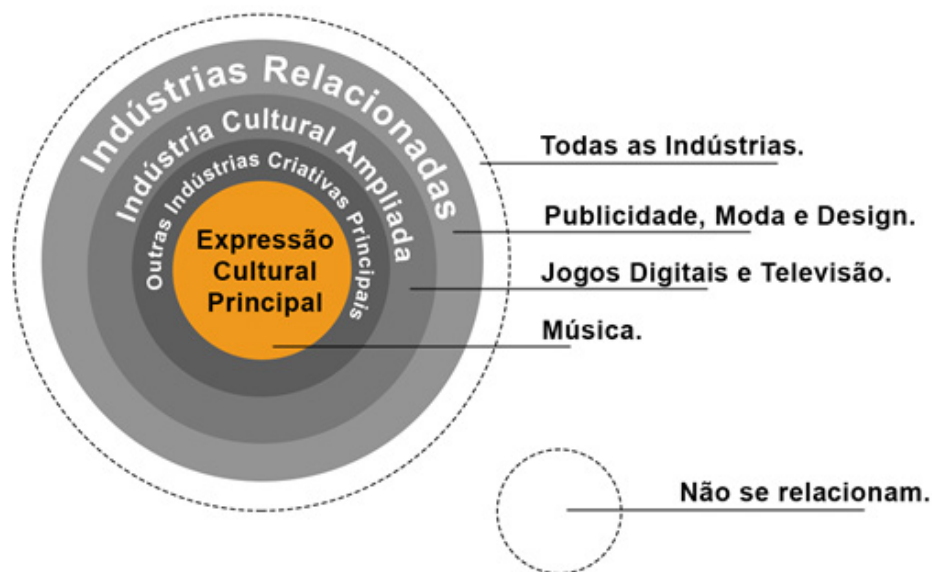 Indústrias Relacionadas
Indústria Cultural Ampliada
Outras Indústrias Criativas Principais
Expressão
Cultural
Principal
Todas as Indústrias.
Publicidade, Moda e Design.
Jogos Digitais e Televisão.
Música.
Não se relacionam.